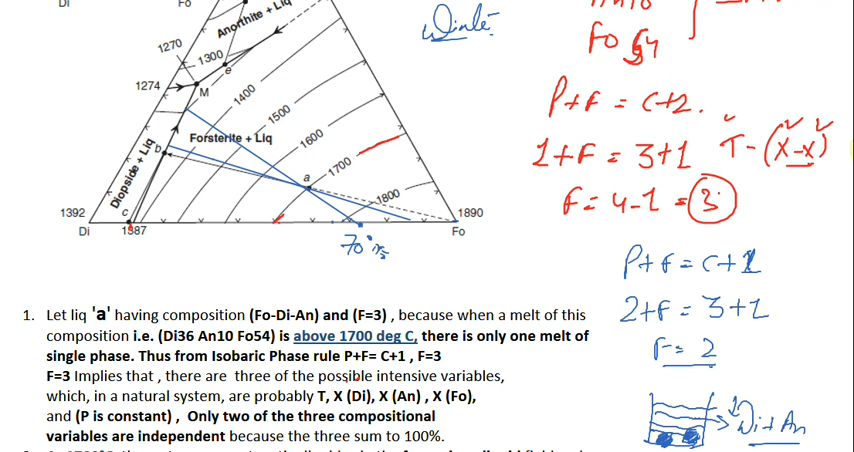 Di
Fo
Anorthite + Liq
1270
1300
e
1274
M
1400
1500
Forsterite + Liq
1600
b
1700
a
Diopside + Liq
1800
1392
c
1890
Di
1387
Fo
70%
Fo 54
P+F = C+2.
1+F = 3+1 T-(X-X)
F= 4-1 = 3
P+F = C+1
2+F = 3+1
F= 2
Di+An
1. Let liq 'a' having composition (Fo-Di-An) and (F=3) , because when a melt of this
composition i.e. (Di36 An10 Fo54) is above 1700 deg C, there is only one melt of
single phase. Thus from Isobaric Phase rule P+F= C+1 , F=3
F=3 Implies that , there are three of the possible intensive variables,
which, in a natural system, are probably T, X (Di), X (An) , X (Fo),
and (P is constant) , Only two of the three compositional
variables are independent because the three sum to 100%.